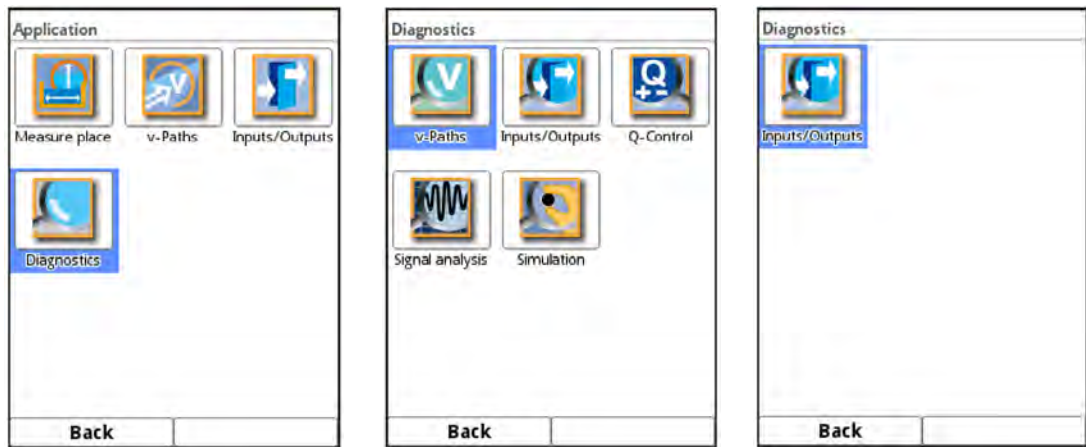 Application
Measure place
v-Paths
Inputs/Outputs
Diagnostics
Back
Diagnostics
v-Paths
Inputs/Outputs
Q-Control
Signal analysis
Simulation
Back
Diagnostics
Inputs/Outputs
Back